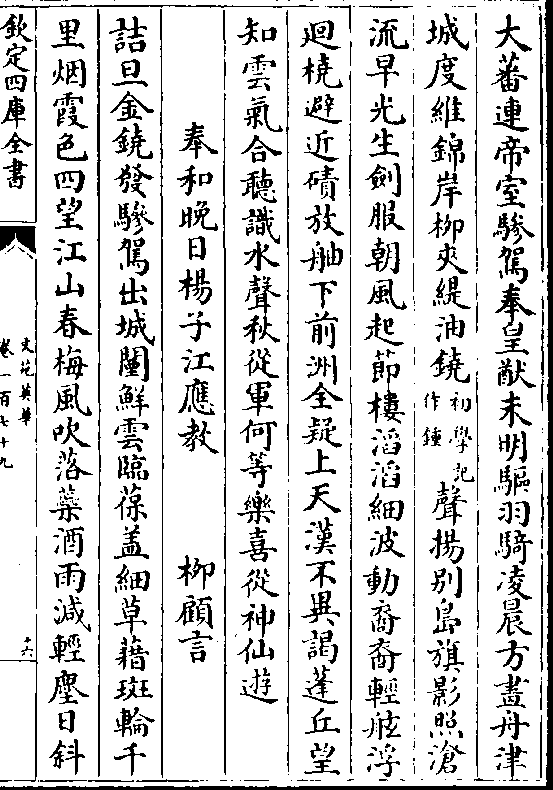 大蕃連帝室驂駕奉皇猷未明驅羽騎凌晨方畫舟津
城度維錦岸柳夾緹油鐃初學記作鍾聲揚别島旗影照滄
流早光生劍服朝風起節樓滔滔細波動裔裔輕舷浮
迴橈避近磧放舳下前洲全疑上天漢不異謁蓬丘望
知雲氣合聽識水聲秋從軍何等樂喜從神仙遊
奉和晚日楊子江應教 柳顧言
詰旦金鐃發驂駕出城闉鮮雲臨葆盖細草藉斑輪千
里烟霞色四望江山春梅風吹落蘂酒雨減輕塵日斜
欽定四庫全書
文苑英華
卷一百七十九
十六